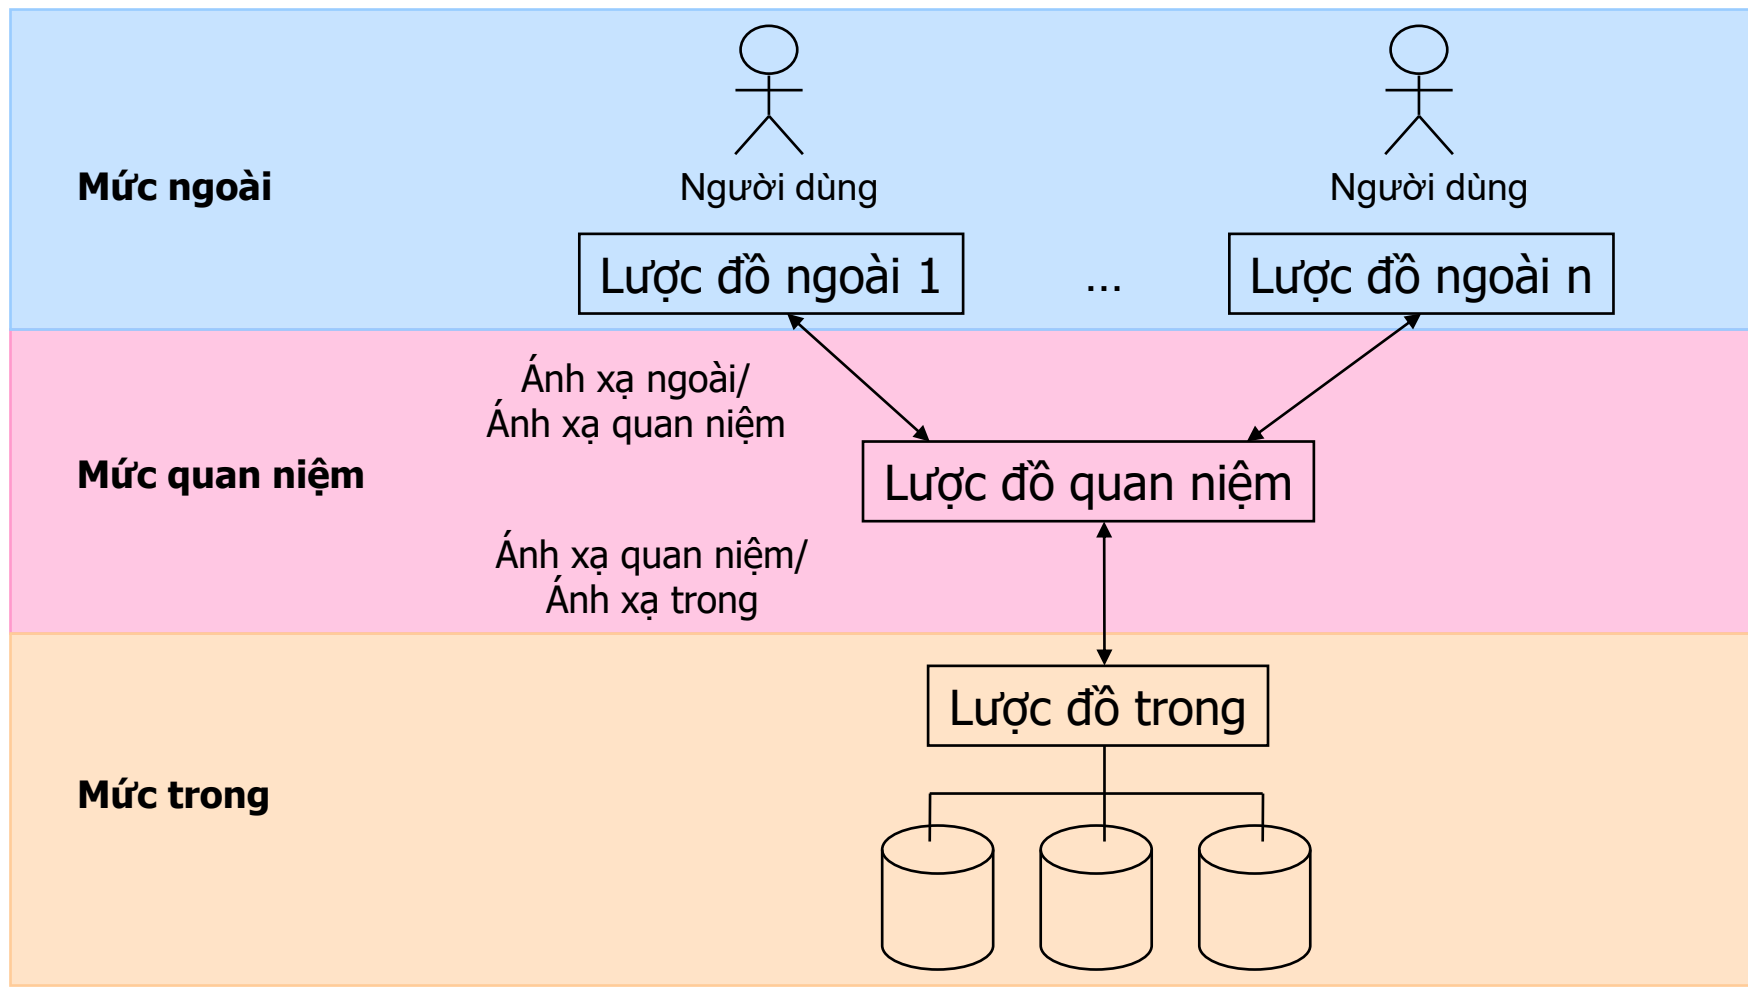 Mức ngoài
Người dùng
Người dùng
Lược đồ ngoài 1
...
Lược đồ ngoài n
Ánh xạ ngoài/
Ánh xạ quan niệm
Mức quan niệm
Lược đồ quan niệm
Ánh xạ quan niệm/
Ánh xạ trong
Lược đồ trong
Mức trong